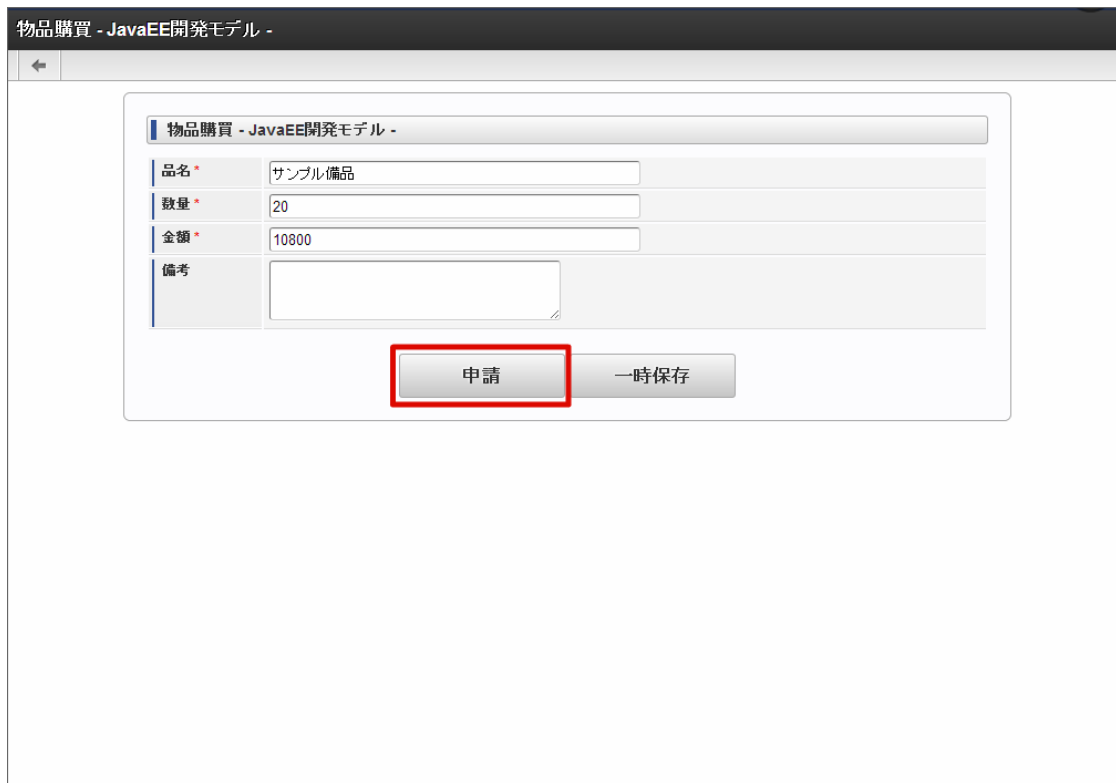 物品購買 - JavaEE開発モデル -
物品購買 - JavaEE開発モデル -
品名 * サンプル備品
数量 * 20
金額 * 10800
備考
申請 一時保存